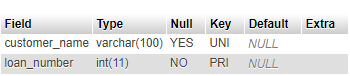 Field Type Null Key Default Extra
customer_name varchar(100) YES UNI NULL
loan_number int(11) NO PRI NULL